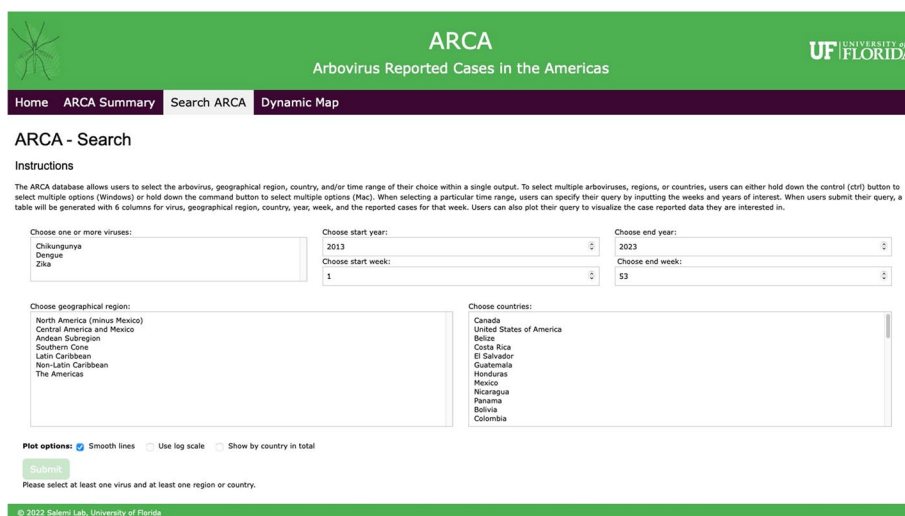 ARCA
Arbovirus Reported Cases in the Americas
UF UNIVERSITY of FLORIDA
Home ARCA Summary Search ARCA Dynamic Map
ARCA - Search
Instructions
The ARCA database allows users to select the arbovirus, geographical region, country, and/or time range of their choice within a single output. To select multiple arboviruses, regions, or countries, users can either hold down the control (ctrl) button to
select multiple options (Windows) or hold down the command button to select multiple options (Mac). When selecting a particular time range, users can specify their query by inputting the weeks and years of interest. When users submit their query, a
table will be generated with 6 columns for virus, geographical region, country, year, week, and the reported cases for that week. Users can also plot their query to visualize the case reported data they are interested in.
Choose one or more viruses:
Chikungunya
Dengue
Zika
Choose start year:
2013
Choose start week:
1
Choose end year:
2023
Choose end week:
53
Choose geographical region:
North America (minus Mexico)
Central America and Mexico
Andean Subregion
Southern Cone
Latin Caribbean
Non-Latin Caribbean
The Americas
Choose countries:
Canada
United States of America
Belize
Costa Rica
El Salvador
Guatemala
Honduras
Mexico
Nicaragua
Panama
Bolivia
Colombia
Plot options: Smooth lines Use log scale Show by country in total
Submit
Please select at least one virus and at least one region or country.
© 2022 Salemi Lab, University of Florida